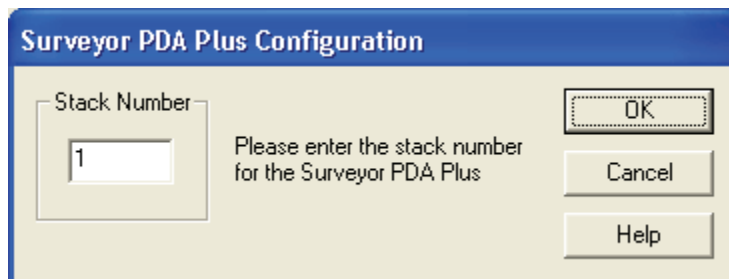 Surveyor PDA Plus Configuration
Stack Number
1
Please enter the stack number
for the Surveyor PDA Plus
OK
Cancel
Help